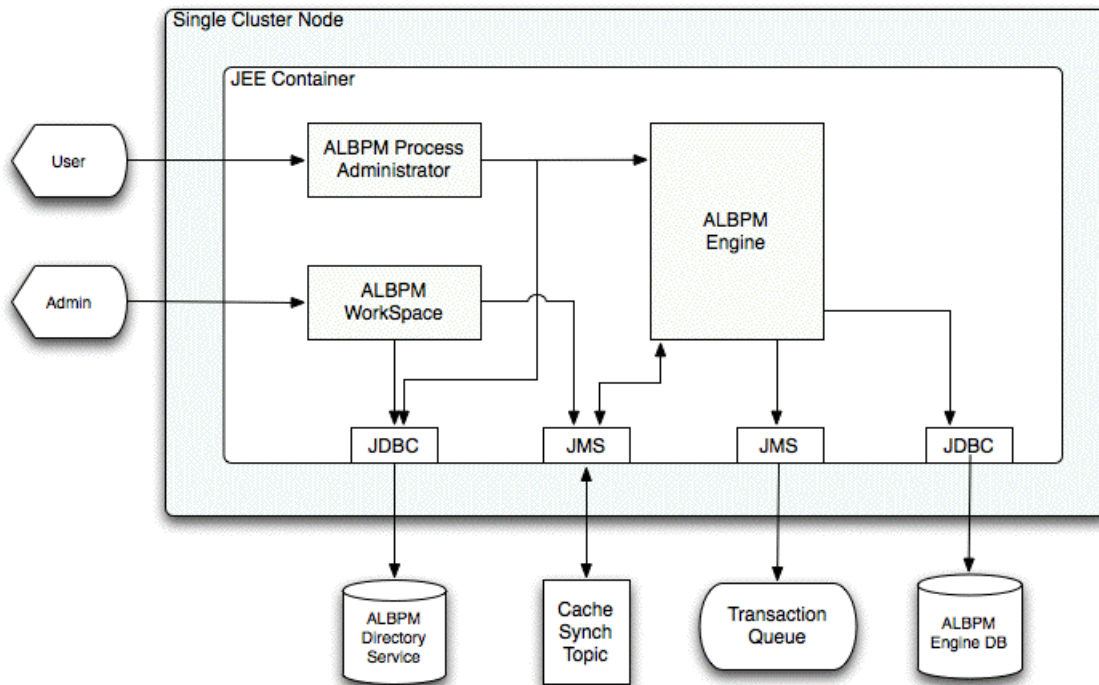 Single Cluster Node
JEE Container
User
ALBPM Process
Administrator
ALBPM
Engine
Admin
ALBPM
WorkSpace
JDBC
JMS
JMS
JDBC
ALBPM
Directory
Service
Cache
Synch
Topic
Transaction
Queue
ALBPM
Engine DB